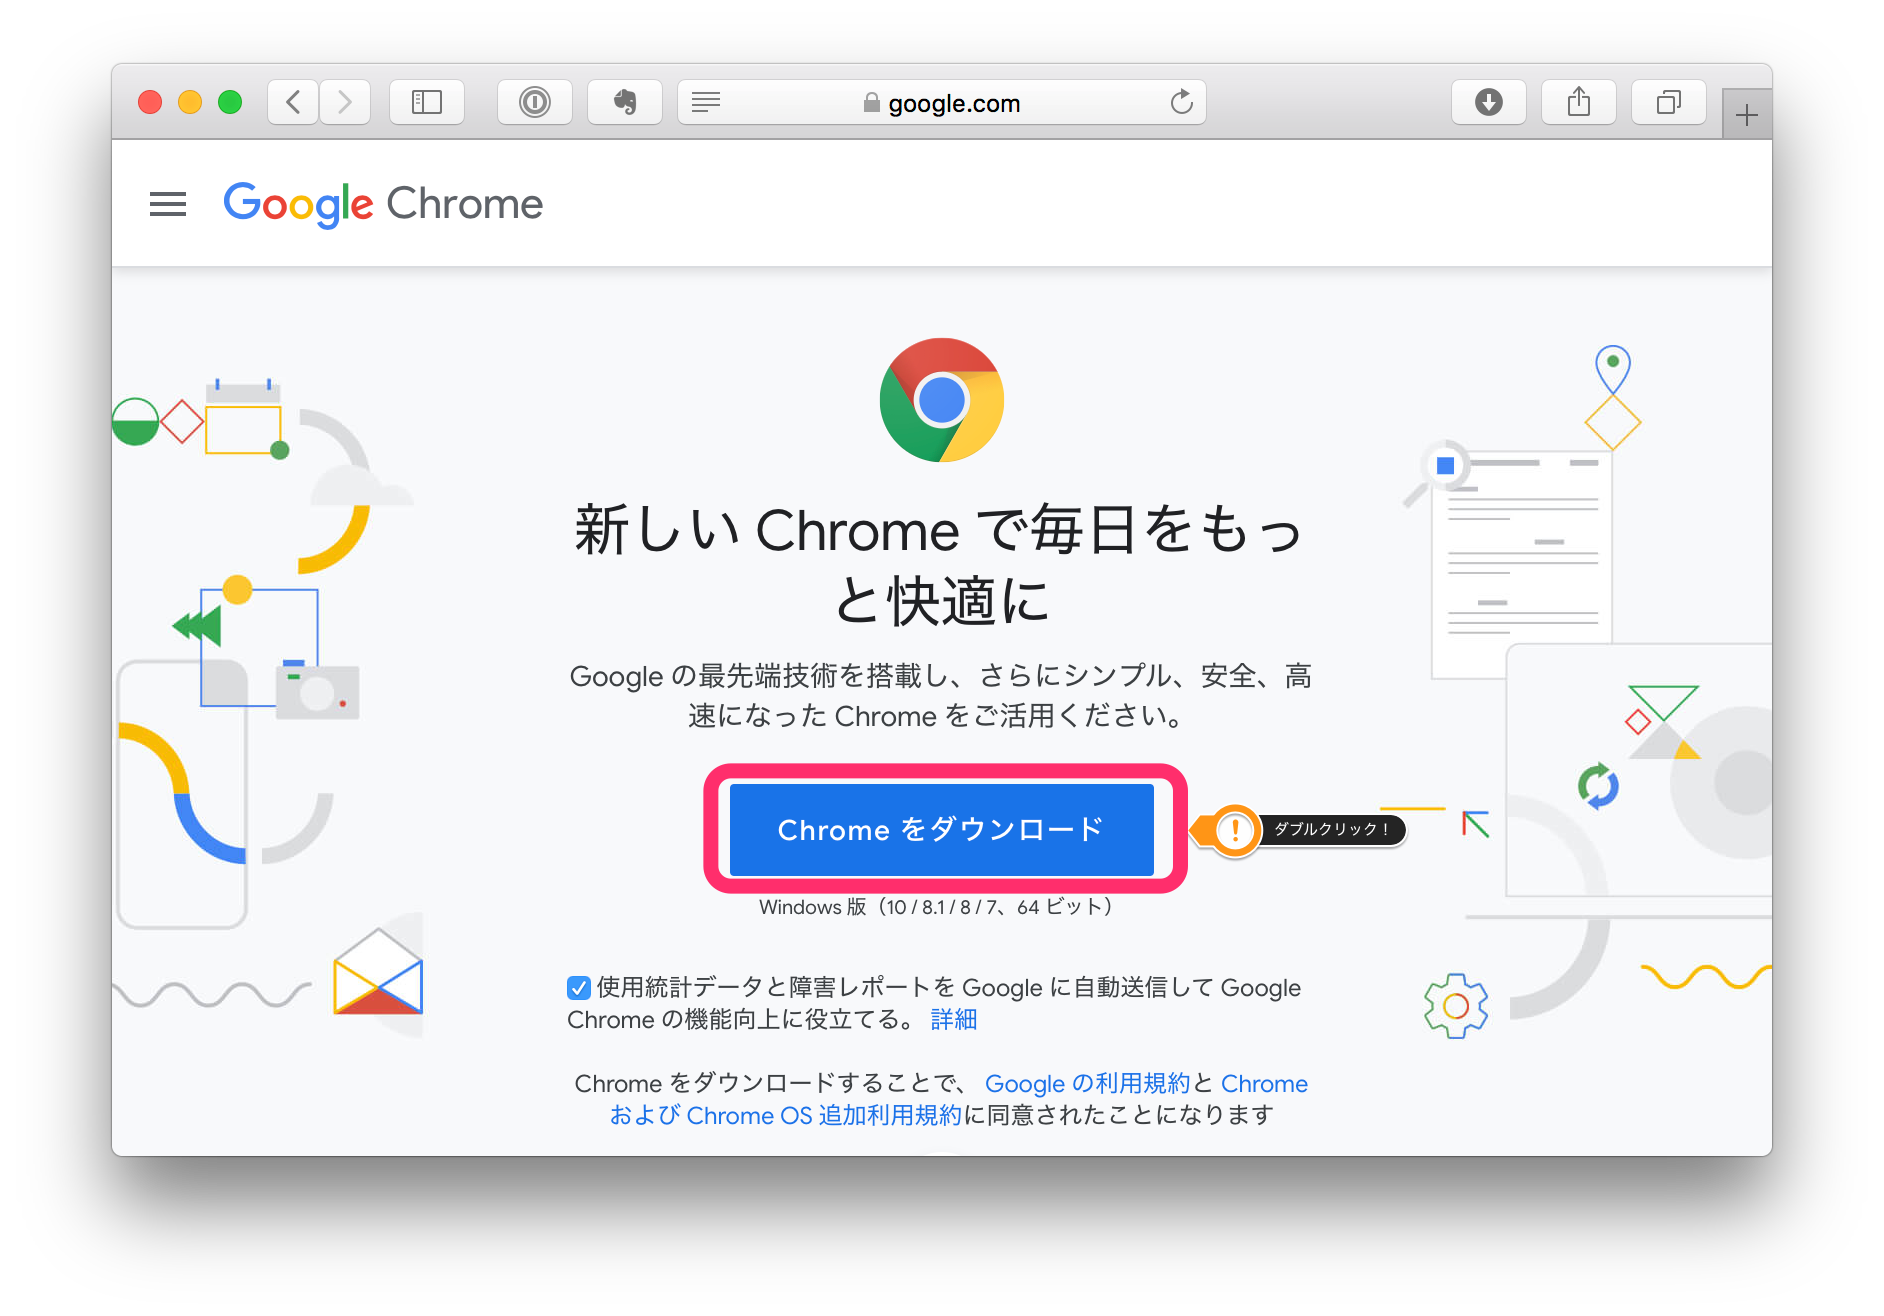 google.com
Google Chrome
新しい Chrome で毎日をもっ
と快適に
Google の最先端技術を搭載し、さらにシンプル、安全、高
速になった Chrome をご活用ください。
Chrome をダウンロード
ダブルクリック！
Windows 版（10 / 8.1 / 8 / 7、64 ビット）
使用統計データと障害レポートを Google に自動送信して Google
Chrome の機能向上に役立てる。 詳細
Chrome をダウンロードすることで、 Google の利用規約と Chrome
および Chrome OS 追加利用規約に同意されたことになります